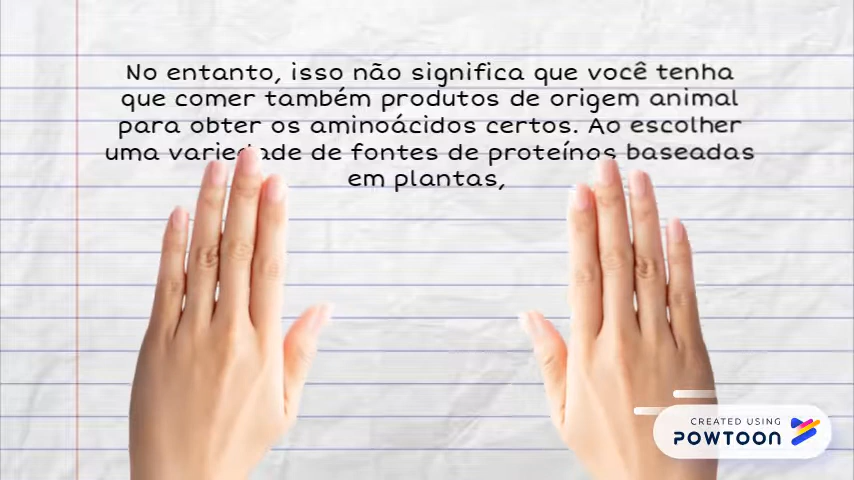 No entanto, isso não significa que você tenha
que comer também produtos de origem animal
para obter os aminoácidos certos. Ao escolher
uma variedade de fontes de proteínas baseadas
em plantas,
CREATED USING
POWTOON